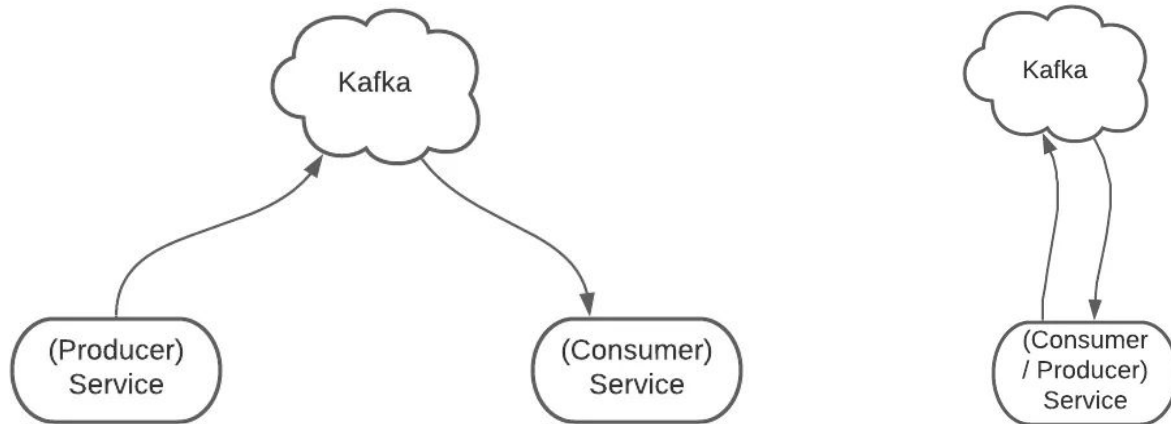 Kafka
Kafka
(Producer)
Service
(Consumer)
Service
(Consumer
/ Producer)
Service